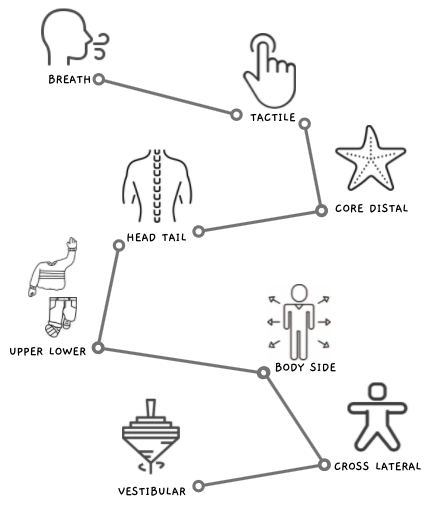 BREATH
TACTILE
CORE DISTAL
HEAD TAIL
UPPER LOWER
BODY SIDE
CROSS LATERAL
VESTIBULAR